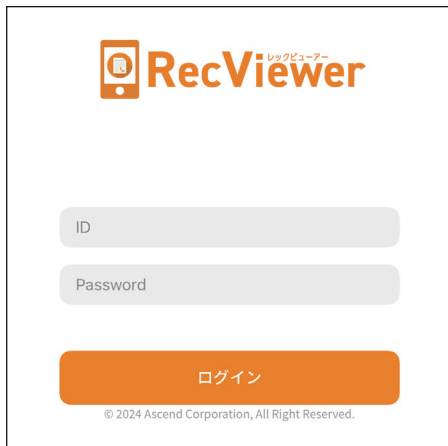 レックビューアー
RecViewer
ID
Password
ログイン
© 2024 Ascend Corporation, All Right Reserved.